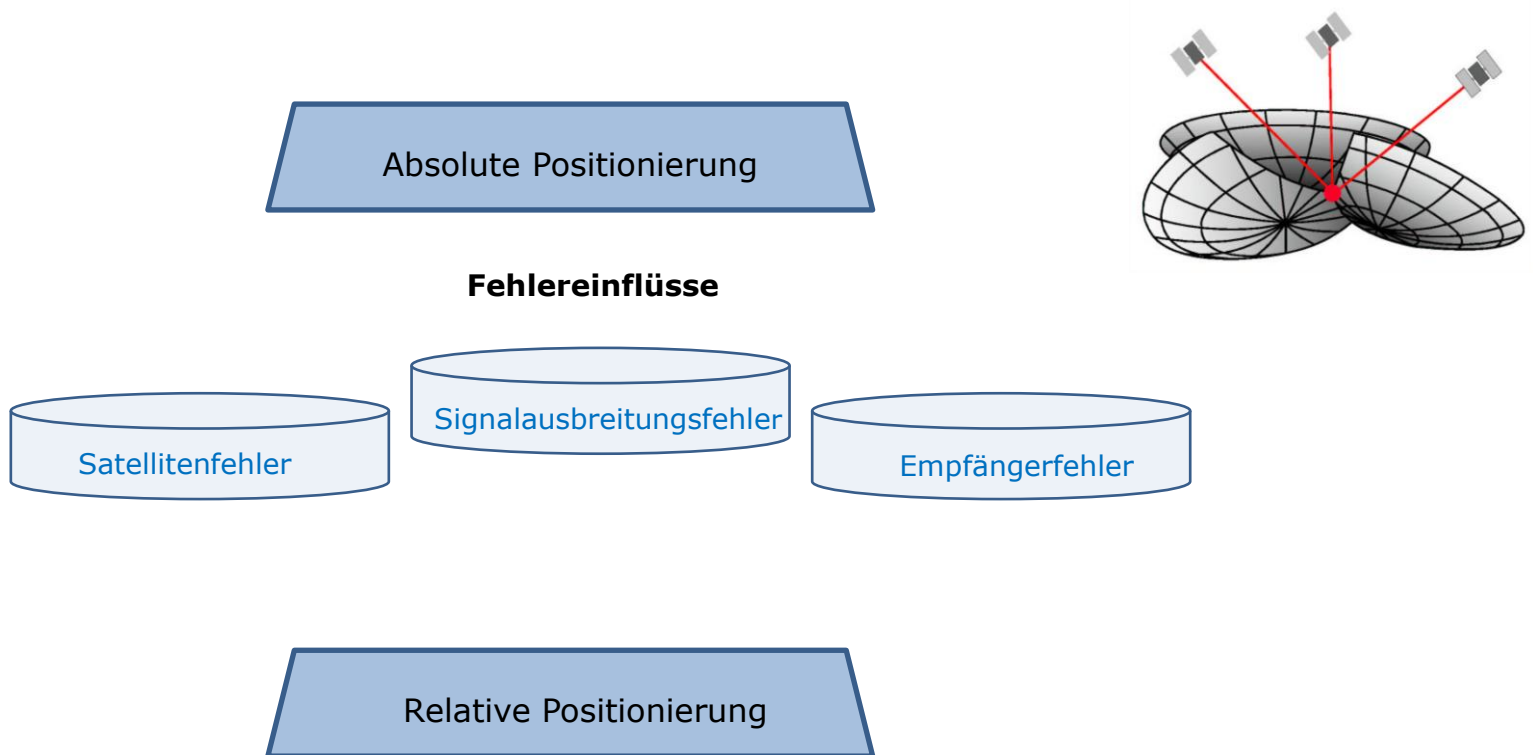 Absolute Positionierung
Fehlereinflüsse
Signalausbreitungsfehler
Satellitenfehler
Empfängerfehler
Relative Positionierung